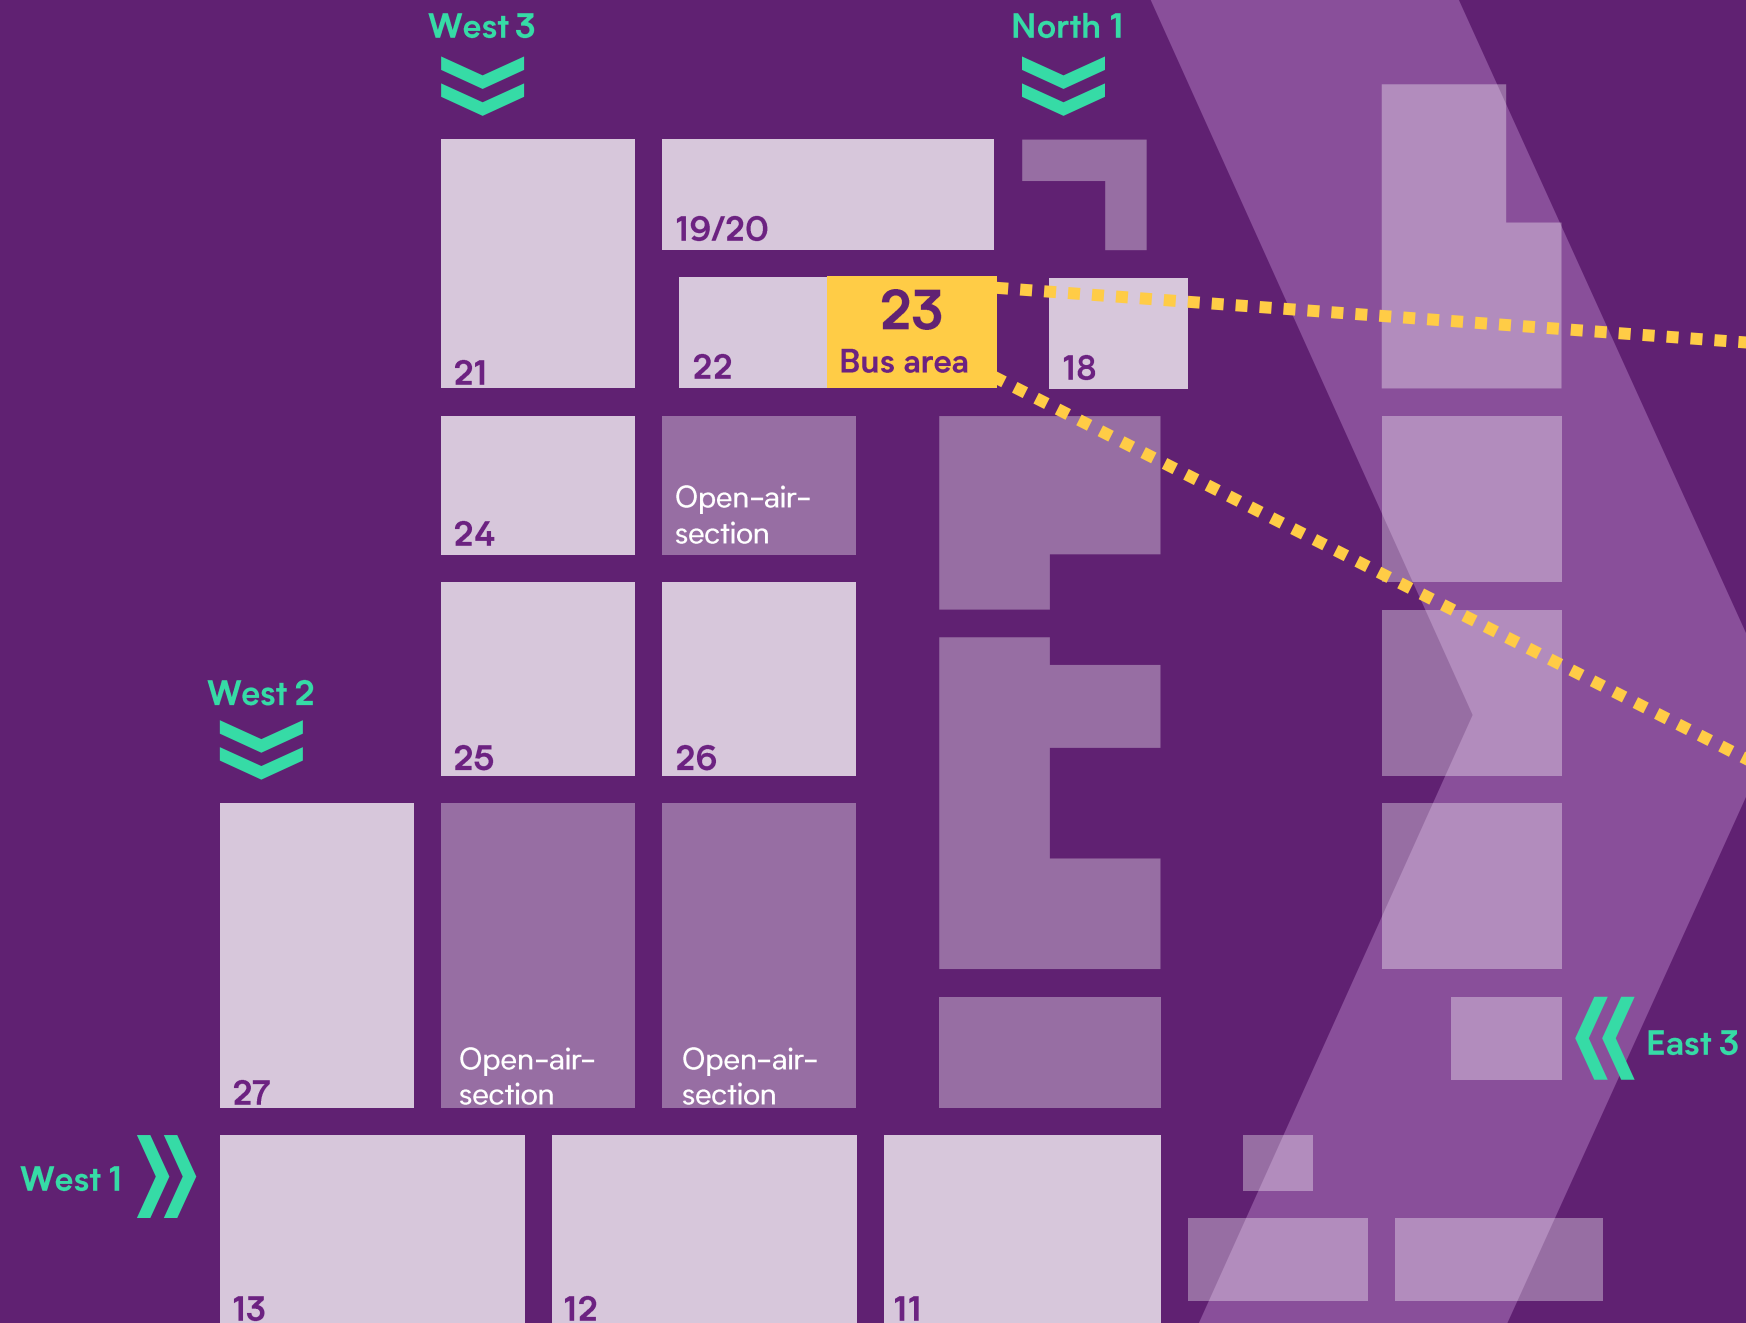 West 3
North 1
19/20
21
22
23
Bus area
18
24
Open-air-
section
West 2
25
26
27
Open-air-
section
Open-air-
section
East 3
West 1
13
12
11